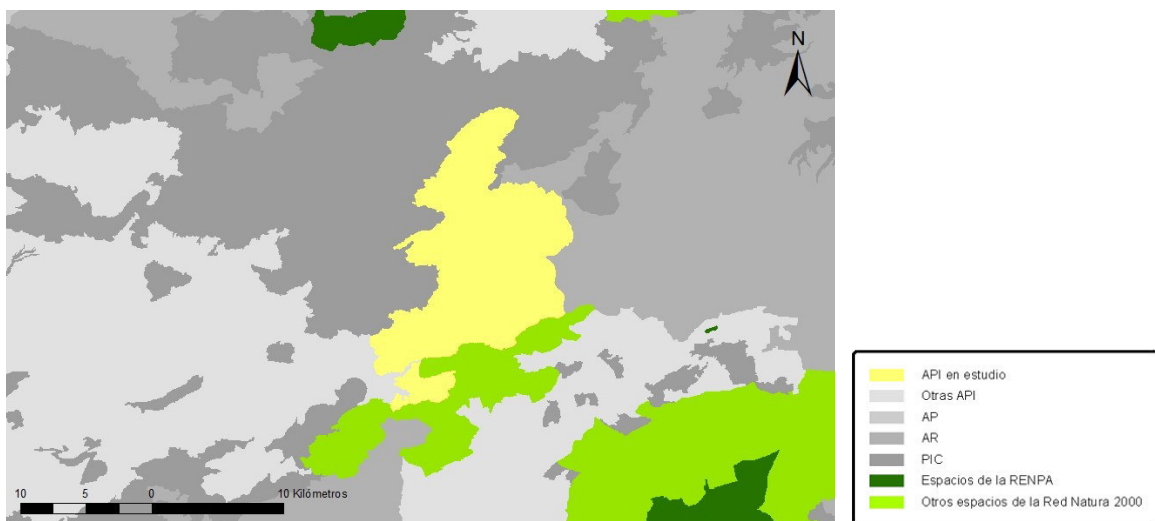 N
10 5 0 10 Kilómetros
API en estudio
Otras API
AP
AR
PIC
Espacios de la RENPA
Otros espacios de la Red Natura 2000